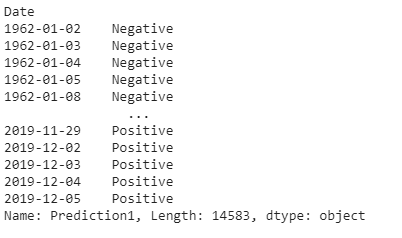 Date
1962-01-02    Negative
1962-01-03    Negative
1962-01-04    Negative
1962-01-05    Negative
1962-01-08    Negative
...
2019-11-29    Positive
2019-12-02    Positive
2019-12-03    Positive
2019-12-04    Positive
2019-12-05    Positive
Name: Prediction1, Length: 14583, dtype: object